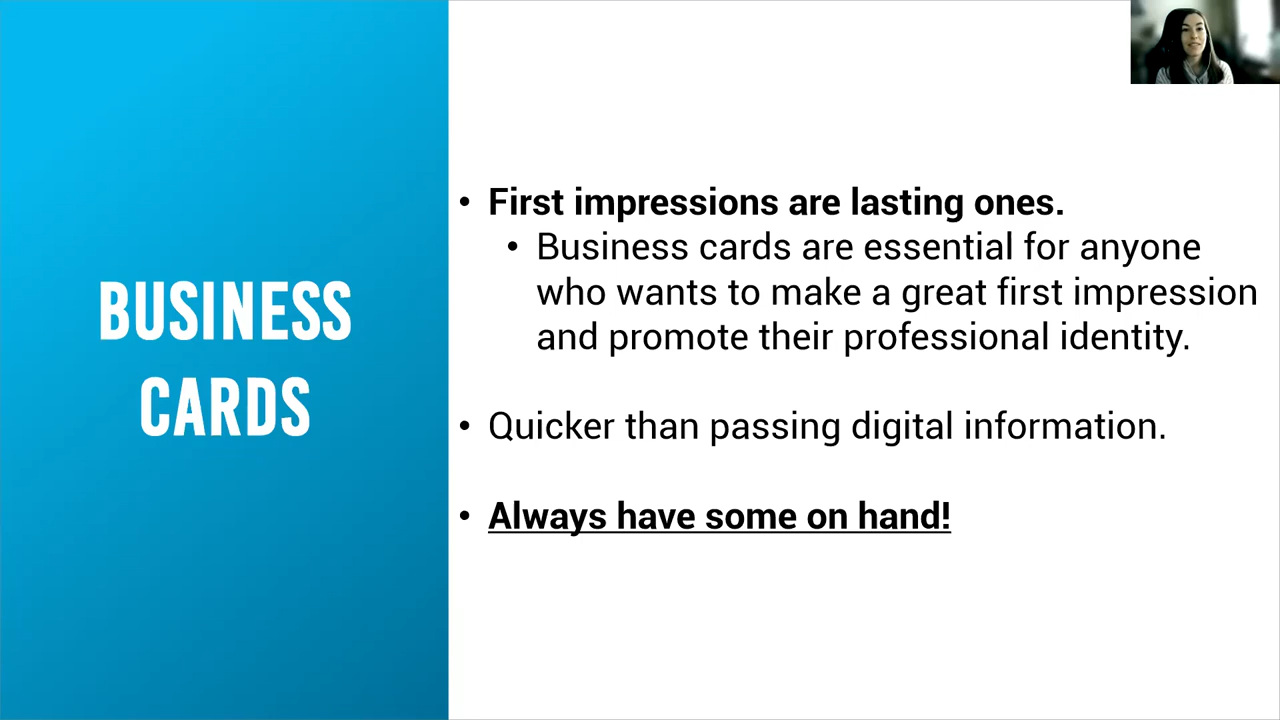 BUSINESS
CARDS
• First impressions are lasting ones.
• Business cards are essential for anyone
who wants to make a great first impression
and promote their professional identity.
• Quicker than passing digital information.
• Always have some on hand!